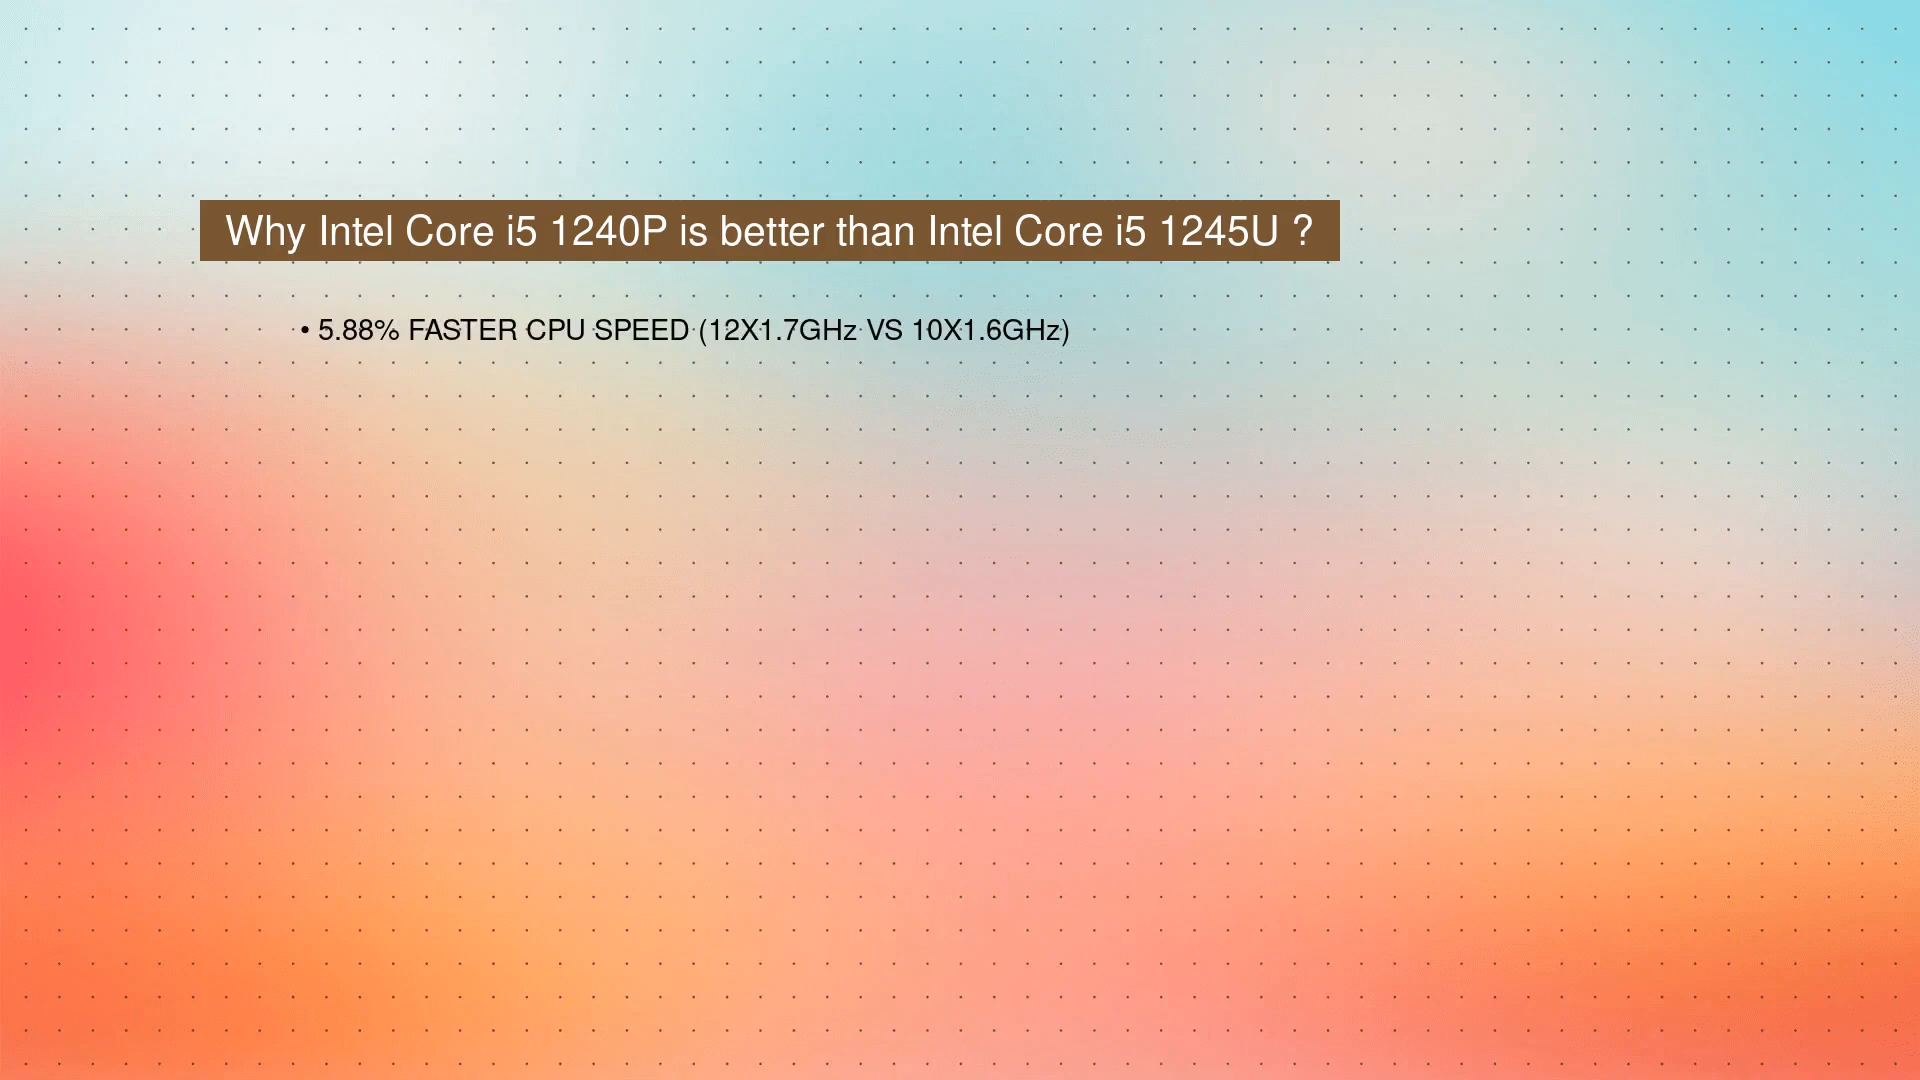 Why Intel Core i5 1240P is better than Intel Core i5 1245U ?
• 5.88% FASTER CPU SPEED (12X1.7GHz VS 10X1.6GHz)